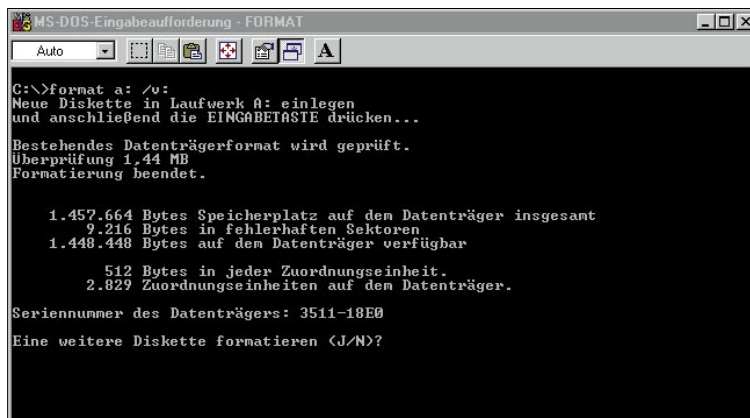 MS-DOS-Eingabeaufforderung - FORMAT
Auto
A
C:\>format a: /v:
Neue Diskette in Laufwerk A: einlegen
und anschließend die EINGABETASTE drücken...
Bestehendes Datenträgerformat wird geprüft.
Überprüfung 1,44 MB
Formatierung beendet.
1.457.664 Bytes Speicherplatz auf dem Datenträger insgesamt
9.216 Bytes in fehlerhaften Sektoren
1.448.448 Bytes auf dem Datenträger verfügbar
512 Bytes in jeder Zuordnungseinheit.
2.829 Zuordnungseinheiten auf dem Datenträger.
Seriennummer des Datenträgers: 3511-18E0
Eine weitere Diskette formatieren (J/N)?